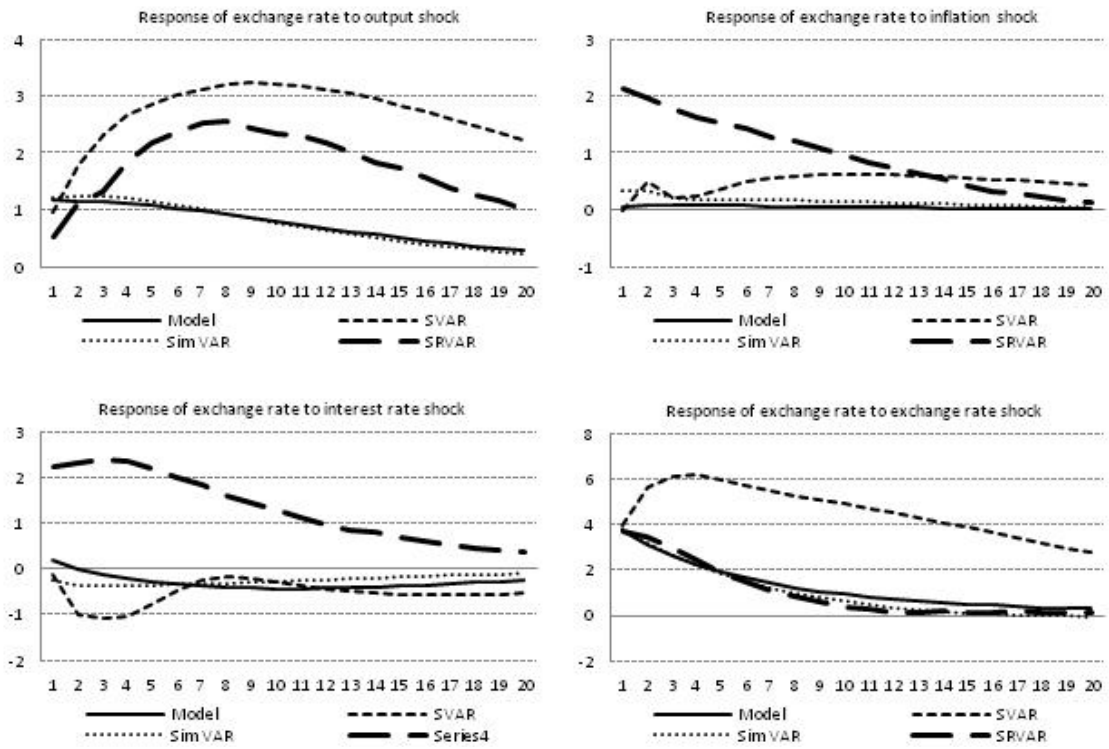 Response of exchange rate to output shock
4
3
2
1
0
1 2 3 4 5 6 7 8 9 10 11 12 13 14 15 16 17 18 19 20
Model SVAR
Sim VAR SRVAR
Response of exchange rate to inflation shock
3
2
1
0
-1
1 2 3 4 5 6 7 8 9 10 11 12 13 14 15 16 17 18 19 20
Model SVAR
Sim VAR SRVAR
Response of exchange rate to interest rate shock
3
2
1
0
-1
-2
1 2 3 4 5 6 7 8 9 10 11 12 13 14 15 16 17 18 19 20
Model SVAR
Sim VAR Series4
Response of exchange rate to exchange rate shock
8
6
4
2
0
-2
1 2 3 4 5 6 7 8 9 10 11 12 13 14 15 16 17 18 19 20
Model SVAR
Sim VAR SRVAR